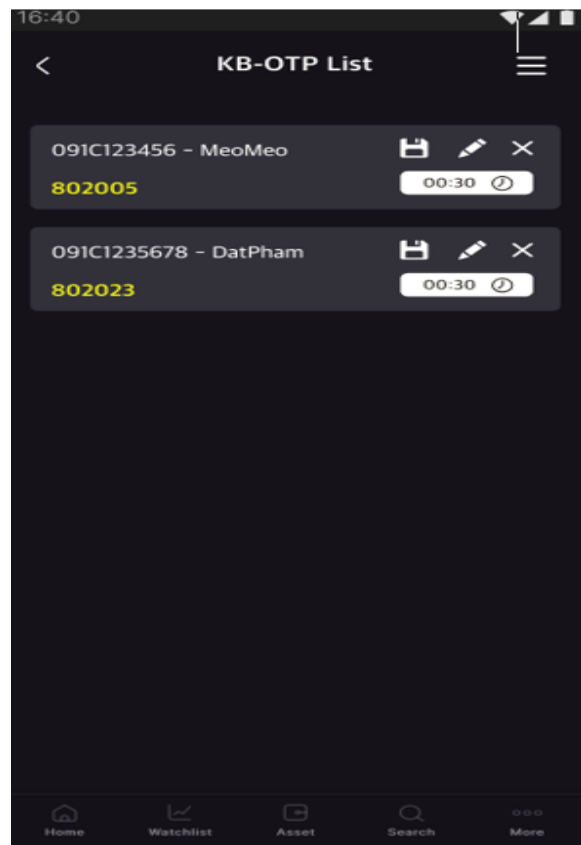 16:40
KB-OTP List
091C123456 - MeoMeo
802005
00:30
091C1235678 - DatPham
802023
00:30
Home Watchlist Asset Search More